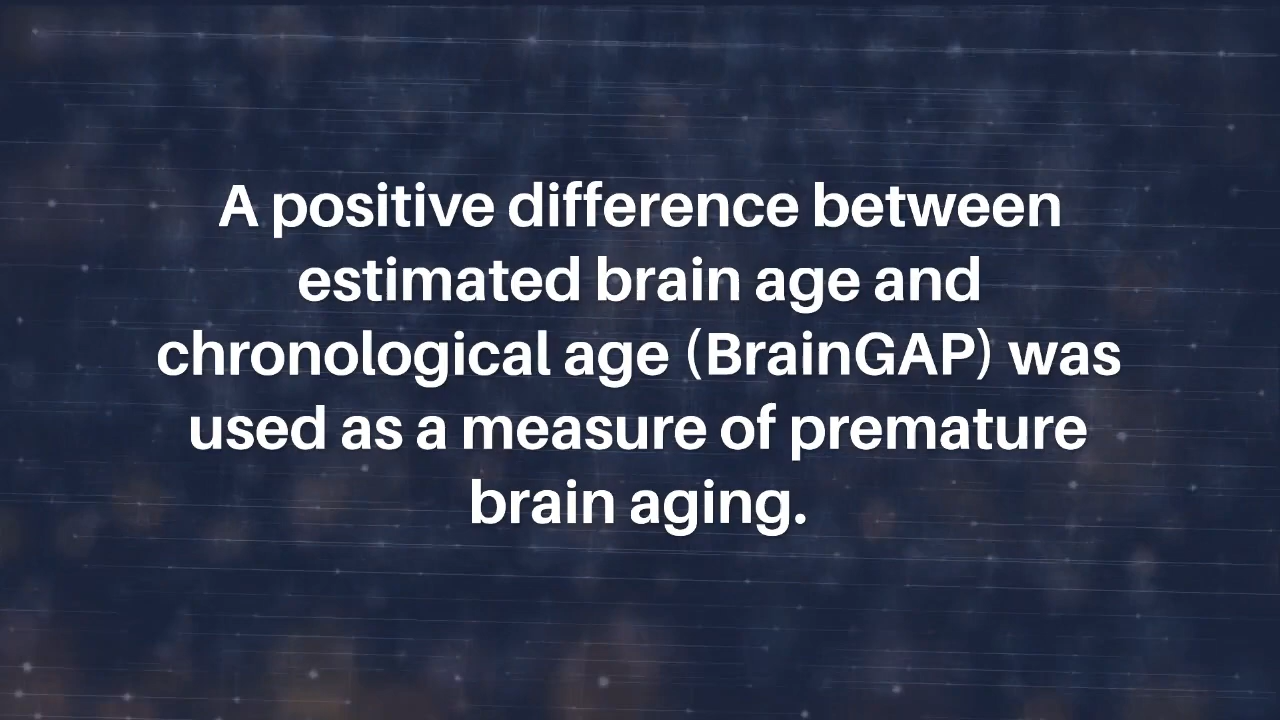 A positive difference between
estimated brain age and
chronological age (BrainGAP) was
used as a measure of premature
brain aging.